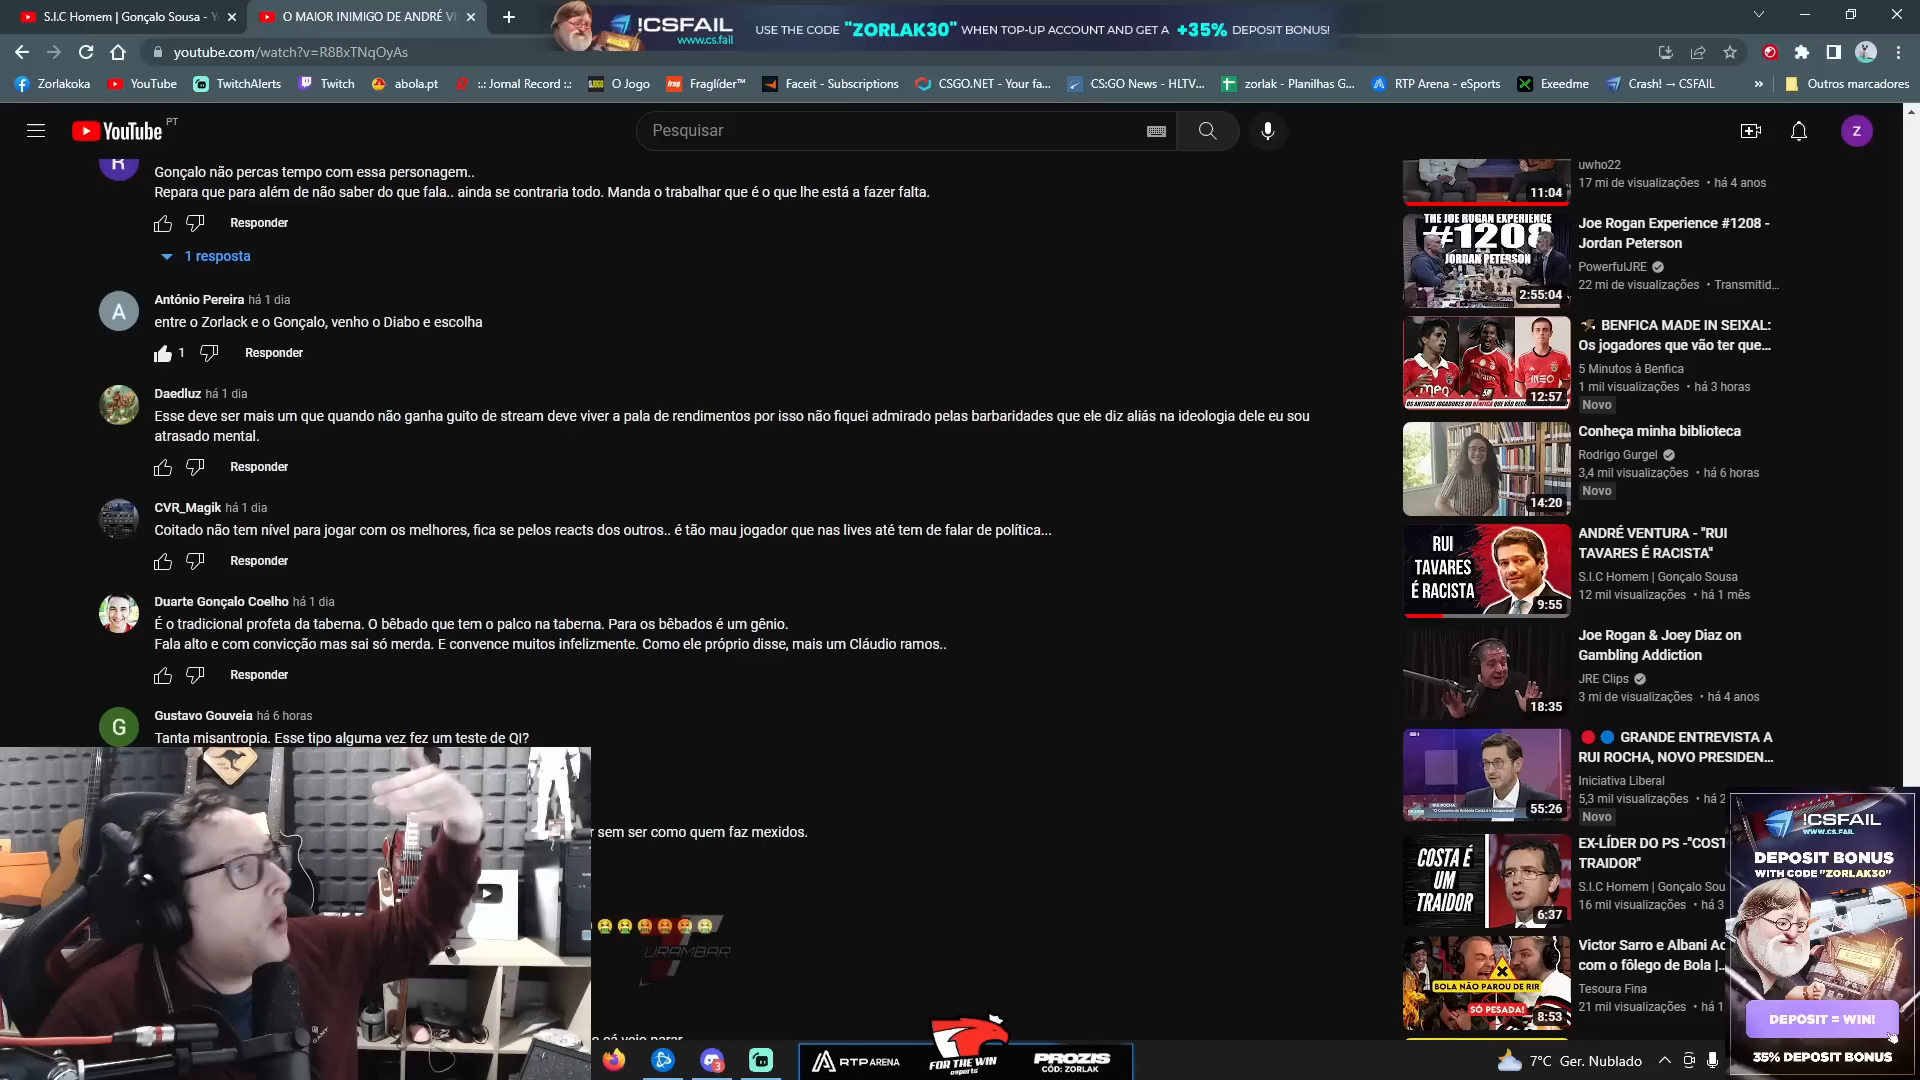 S.I.C Homem | Gonçalo Sousa -
O MAIOR INIMIGO DE ANDRÉ
!CSFAIL
www.cs.fail
USE THE CODE "ZORLAK30" WHEN TOP-UP ACCOUNT AND GET A +35% DEPOSIT BONUS!
youtube.com/watch?v=R8BxTNqOyAs
Zorlakoka
YouTube
TwitchAlerts
Twitch
abola.pt
::: Jornal Record :::
O Jogo
Fraglíder™
Faceit - Subscriptions
CSGO.NET - Your fa...
CS:GO News - HLTV...
zorlak - Planilhas G...
RTP Arena - eSports
Exeedme
Crash! → CSFAIL
»
Outros marcadores
YouTube PT
Pesquisar
Z
R
Gonçalo não percas tempo com essa personagem..
Repara que para além de não saber do que fala.. ainda se contraria todo. Manda o trabalhar que é o que lhe está a fazer falta.
Responder
1 resposta
A
António Pereira há 1 dia
entre o Zorlack e o Gonçalo, venho o Diabo e escolha
1 Responder
Daedluz há 1 dia
Esse deve ser mais um que quando não ganha guito de stream deve viver a pala de rendimentos por isso não fiquei admirado pelas barbaridades que ele diz aliás na ideologia dele eu sou
atrasado mental.
Responder
CVR_Magik há 1 dia
Coitado não tem nível para jogar com os melhores, fica se pelos reacts dos outros.. é tão mau jogador que nas lives até tem de falar de política...
Responder
Duarte Gonçalo Coelho há 1 dia
É o tradicional profeta da taberna. O bêbado que tem o palco na taberna. Para os bêbados é um gênio.
Fala alto e com convicção mas sai só merda. E convence muitos infelizmente. Como ele próprio disse, mais um Cláudio ramos..
Responder
G
Gustavo Gouveia há 6 horas
Tanta misantropia. Esse tipo alguma vez fez um teste de QI?
r sem ser como quem faz mexidos.
URAMBAR
o cá veio parar
uwho22
17 mi de visualizações • há 4 anos
11:04
THE JOE ROGAN EXPERIENCE
#1208
JORDAN PETERSON
2:55:04
Joe Rogan Experience #1208 -
Jordan Peterson
PowerfulJRE
22 mi de visualizações • Transmitid...
MEO
12:57
BENFICA MADE IN SEIXAL:
Os jogadores que vão ter que...
5 Minutos à Benfica
1 mil visualizações • há 3 horas
Novo
14:20
Conheça minha biblioteca
Rodrigo Gurgel
3,4 mil visualizações • há 6 horas
Novo
RUI
TAVARES
É RACISTA
9:55
ANDRÉ VENTURA - "RUI
TAVARES É RACISTA"
S.I.C Homem | Gonçalo Sousa
12 mil visualizações • há 1 mês
18:35
Joe Rogan & Joey Diaz on
Gambling Addiction
JRE Clips
3 mi de visualizações • há 4 anos
55:26
GRANDE ENTREVISTA A
RUI ROCHA, NOVO PRESIDEN...
Iniciativa Liberal
5,3 mil visualizações • há 2
Novo
COSTA É
UM
TRAIDOR
6:37
EX-LÍDER DO PS -"COST
TRAIDOR"
S.I.C Homem | Gonçalo Sou
16 mil visualizações • há 3
BOLA NÃO PAROU DE RIR
SÓ PESADA!
8:53
Victor Sarro e Albani Ac
com o fôlego de Bola |..
Tesoura Fina
21 mil visualizações • há 1
!CSFAIL
WWW.CS.FAIL
DEPOSIT BONUS
WITH CODE "ZORLAK30"
DEPOSIT = WIN!
35% DEPOSIT BONUS
3
RTP ARENA
FOR THE WIN
esports
PROZIS
CÓD: ZORLAK
7°C Ger. Nublado